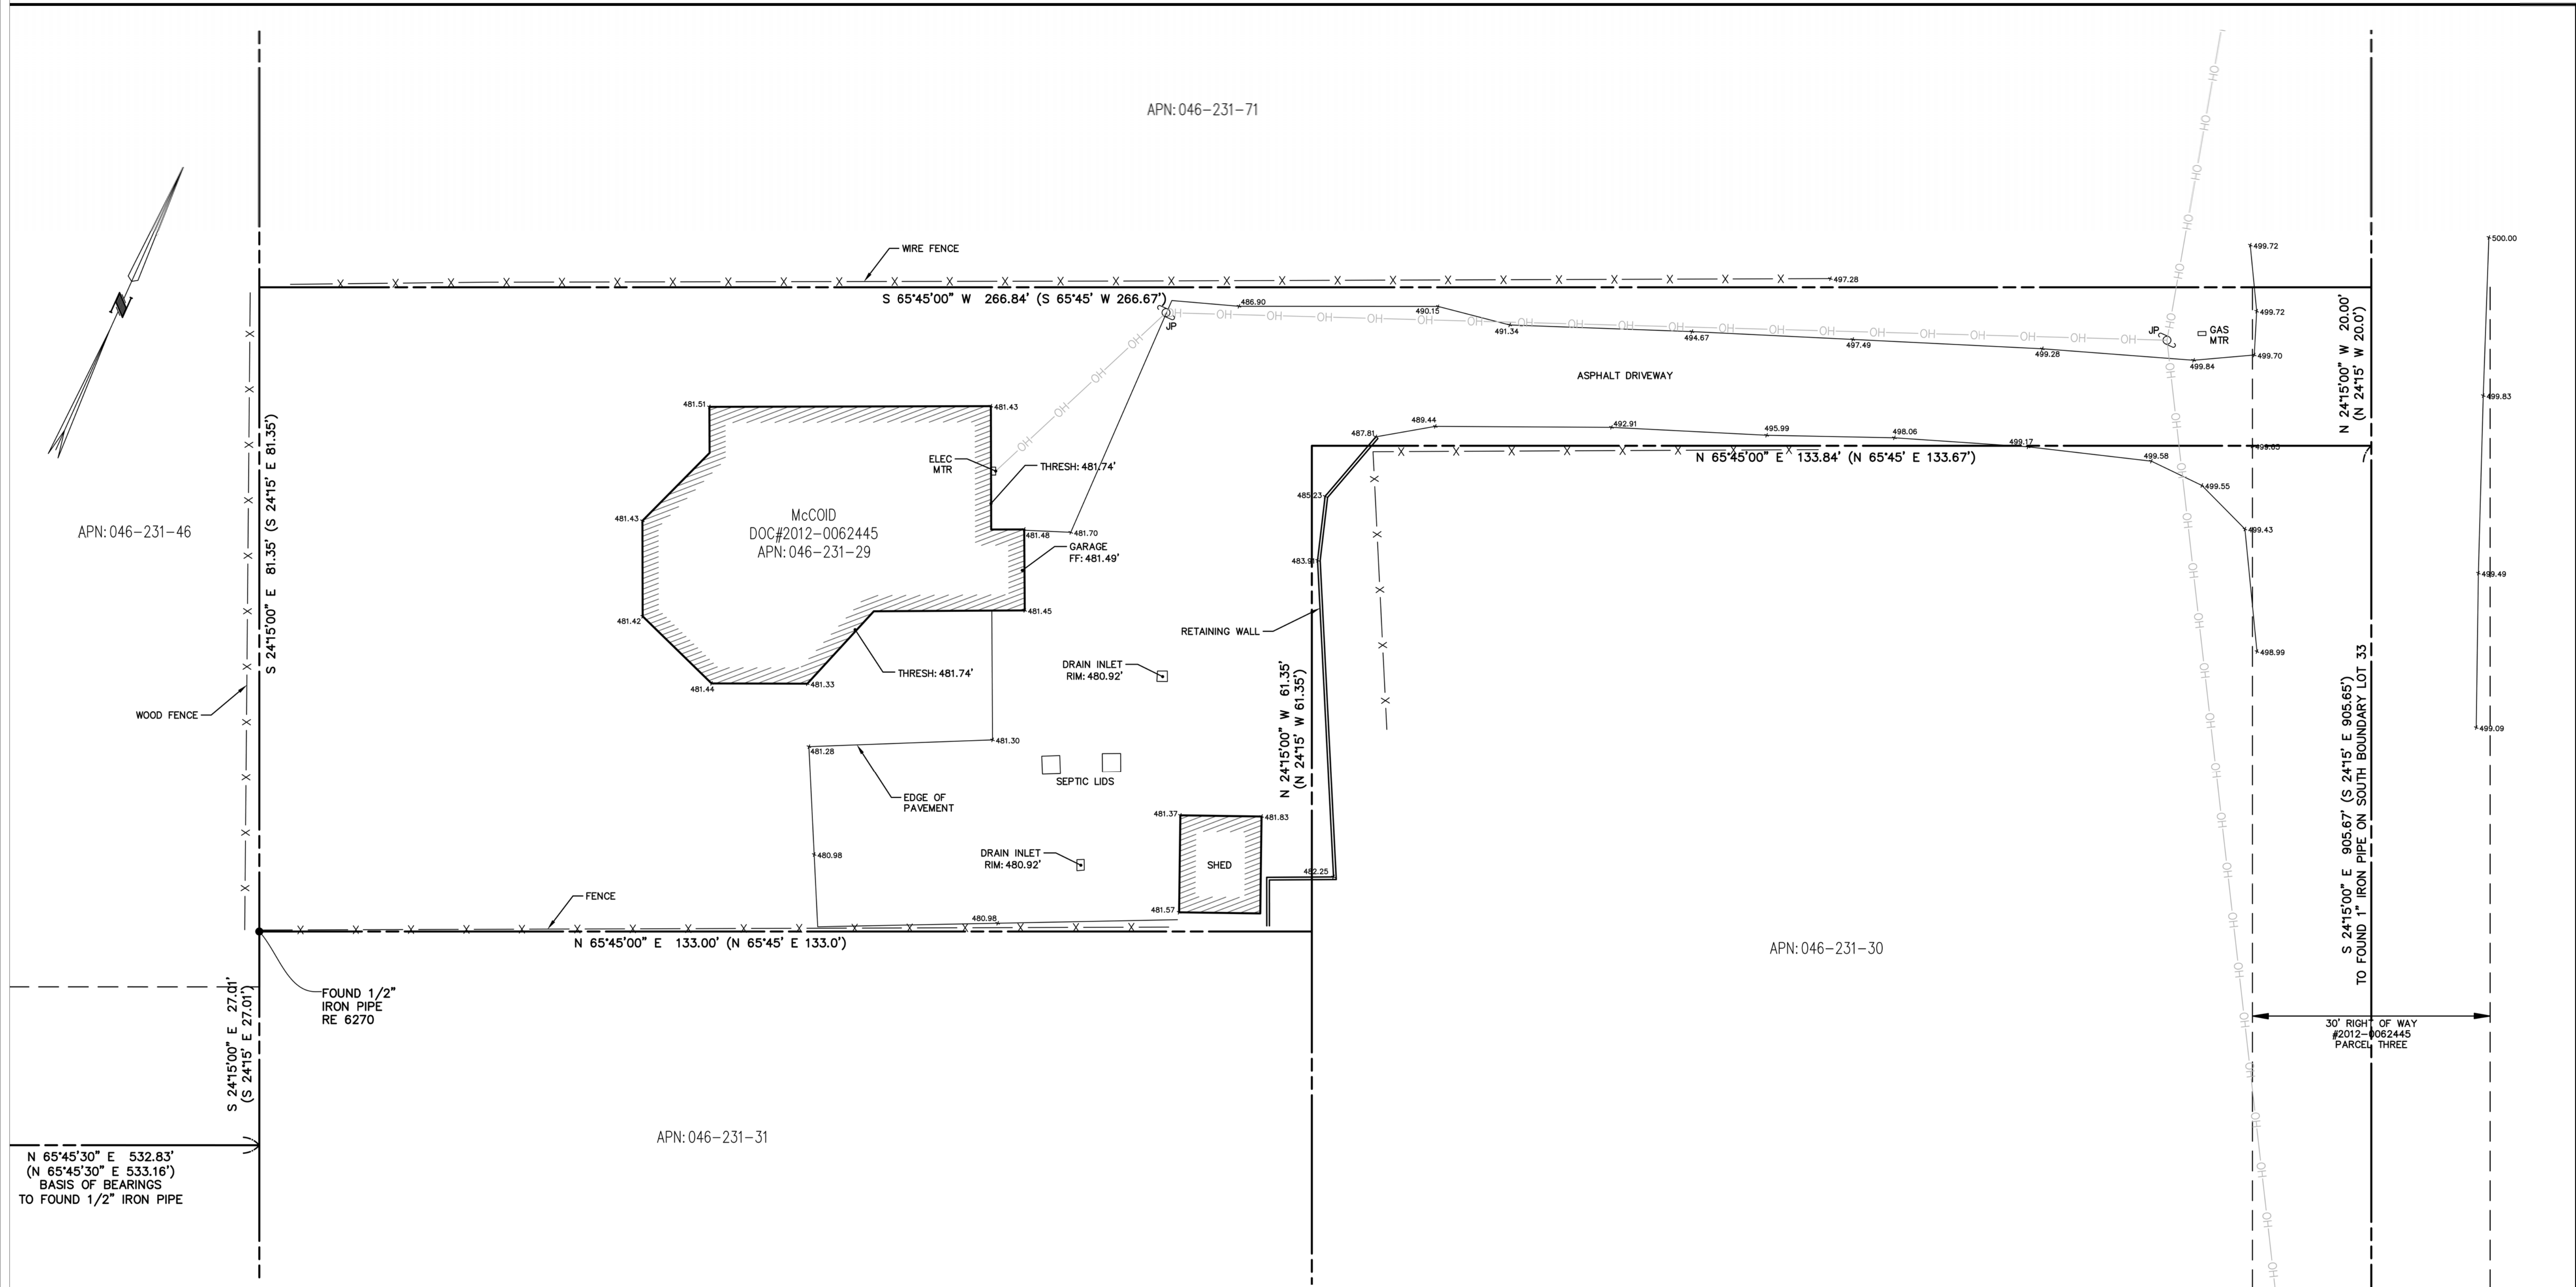 APN: 046-231-71
WIRE FENCE
497.28
S 65°45'00" W 266.84' (S 65°45' W 266.67')
500.00
499.72
499.72
499.70
499.84
499.28
497.49
494.67
491.34
490.15
486.90
JP
JP
GAS
MTR
N 24°15'00" W 20.00'
(N 24°15' W 20.0')
499.83
ASPHALT DRIVEWAY
N
S 24°15'00" E 81.35' (S 24°15' E 81.35')
APN: 046-231-46
WOOD FENCE
481.51
481.43
ELEC
MTR
THRESH: 481.74'
McCOID
DOC#2012-0062445
APN: 046-231-29
481.43
481.48
481.70
GARAGE
FF: 481.49'
481.42
481.45
481.44
481.33
THRESH: 481.74'
487.81
489.44
492.91
495.99
498.06
499.17
N 65°45'00" E 133.84' (N 65°45' E 133.67')
499.58
499.55
499.43
498.99
499.49
499.09
485.23
483.91
RETAINING WALL
DRAIN INLET
RIM: 480.92'
N 24°15'00" W 61.35'
(N 24°15' W 61.35')
481.28
481.30
EDGE OF
PAVEMENT
SEPTIC LIDS
481.37
481.83
SHED
DRAIN INLET
RIM: 480.92'
480.98
482.25
481.57
480.98
FENCE
N 65°45'00" E 133.00' (N 65°45' E 133.0')
FOUND 1/2"
IRON PIPE
RE 6270
S 24°15'00" E 27.01'
(S 24°15' E 27.01')
N 65°45'30" E 532.83'
(N 65°45'30" E 533.16')
BASIS OF BEARINGS
TO FOUND 1/2" IRON PIPE
APN: 046-231-31
APN: 046-231-30
S 24°15'00" E 905.67' (S 24°15' E 905.65')
TO FOUND 1" IRON PIPE ON SOUTH BOUNDARY LOT 33
30' RIGHT OF WAY
#2012-0062445
PARCEL THREE
OH